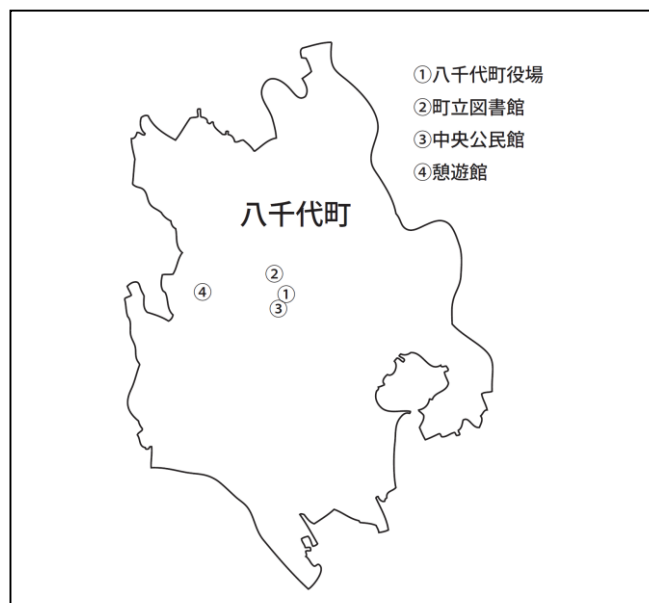 ①八千代町役場
②町立図書館
③中央公民館
④憩遊館
八千代町
②
④
①
③